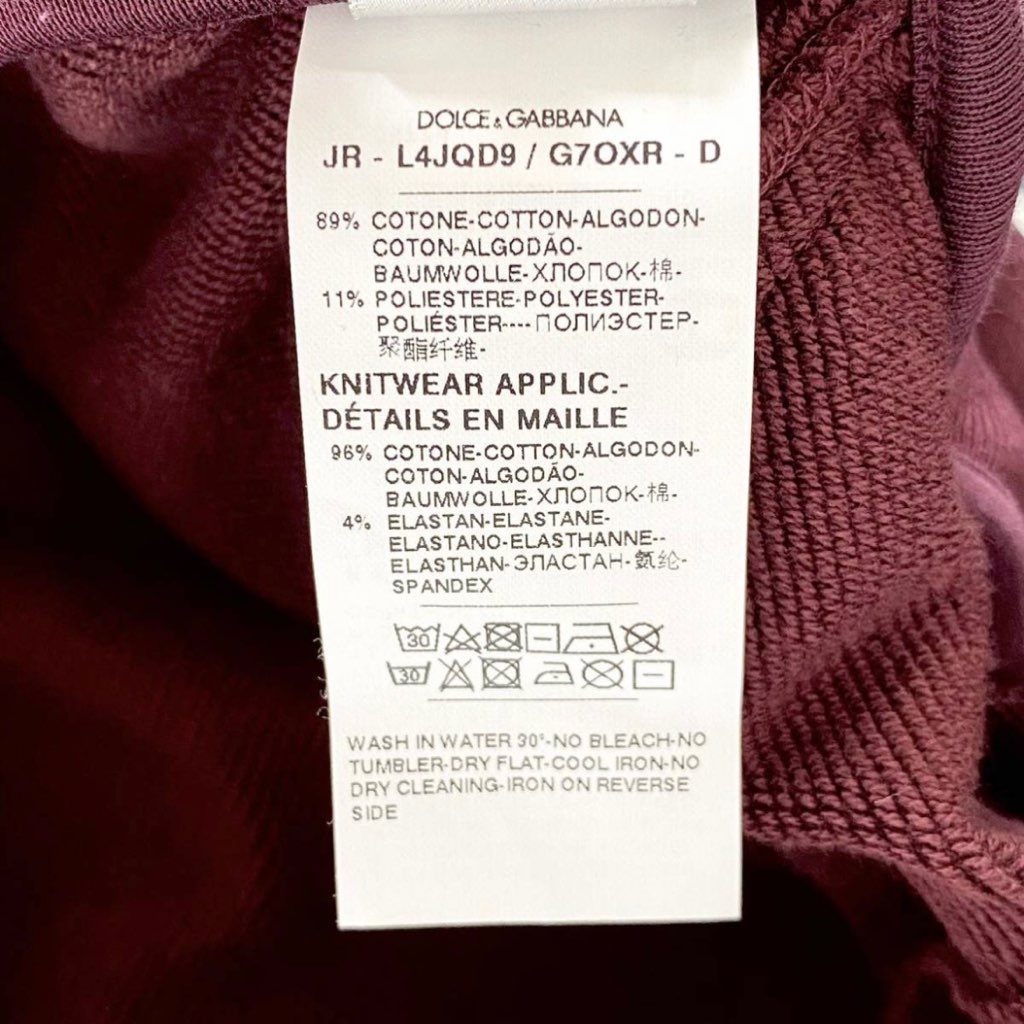 DOLCE & GABBANA
JR - L4JQD9 / G7OXR - D
89% COTONE-COTTON-ALGODON-
COTON-ALGODÃO-
BAUMWOLLE-ХЛОПОК-棉-
11% POLIESTERE-POLYESTER-
POLIÉSTER----ПОЛИЭСТЕР-
聚酯纤维-
KNITWEAR APPLIC.-
DÉTAILS EN MAILLE
96% COTONE-COTTON-ALGODON-
COTON-ALGODÃO-
BAUMWOLLE-ХЛОПОК-棉-
4% ELASTAN-ELASTANE-
ELASTANO-ELASTHANNE--
ELASTHAN-ЭЛАСТАН-氨纶-
SPANDEX
30
30
WASH IN WATER 30°-NO BLEACH-NO
TUMBLER-DRY FLAT-COOL IRON-NO
DRY CLEANING-IRON ON REVERSE
SIDE